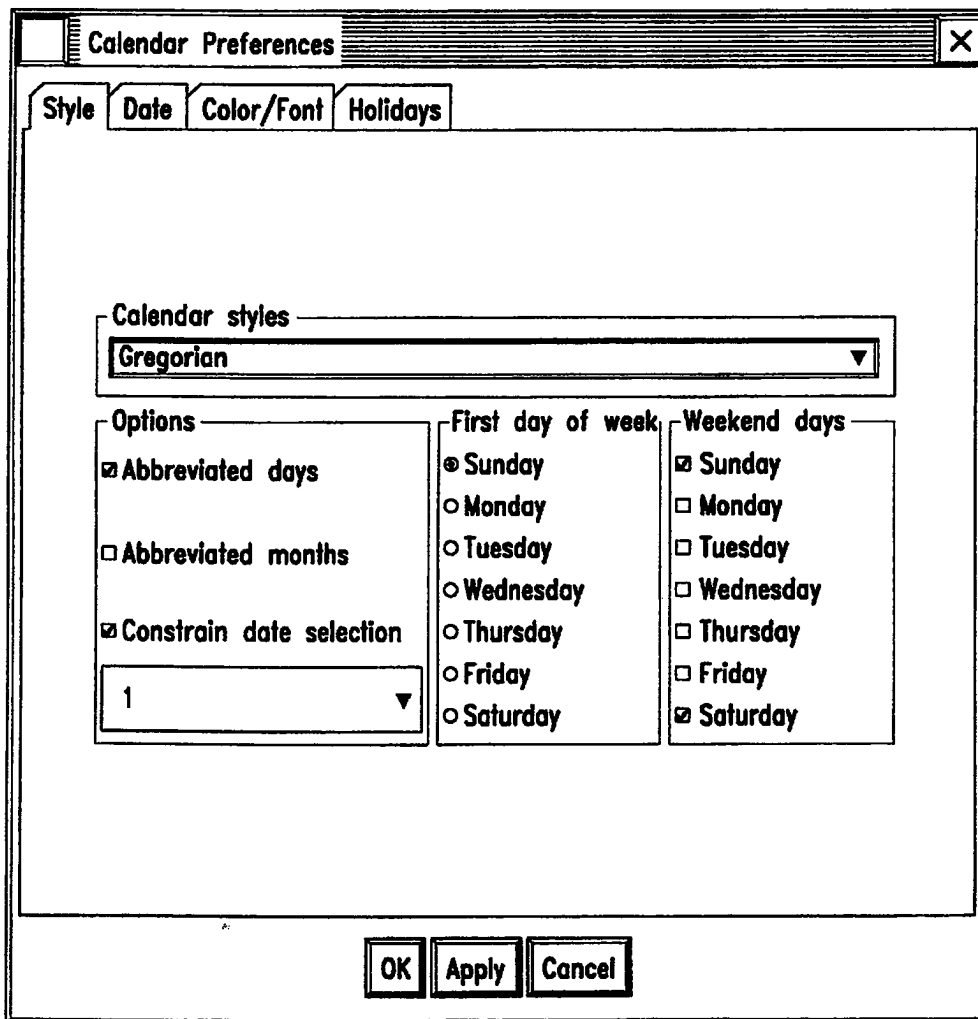 Calendar Preferences
Style Date Color/Font Holidays
Calendar styles
Gregorian
Options
Abbreviated days
Abbreviated months
Constrain date selection
1
First day of week
Sunday
Monday
Tuesday
Wednesday
Thursday
Friday
Saturday
Weekend days
Sunday
Monday
Tuesday
Wednesday
Thursday
Friday
Saturday
OK Apply Cancel